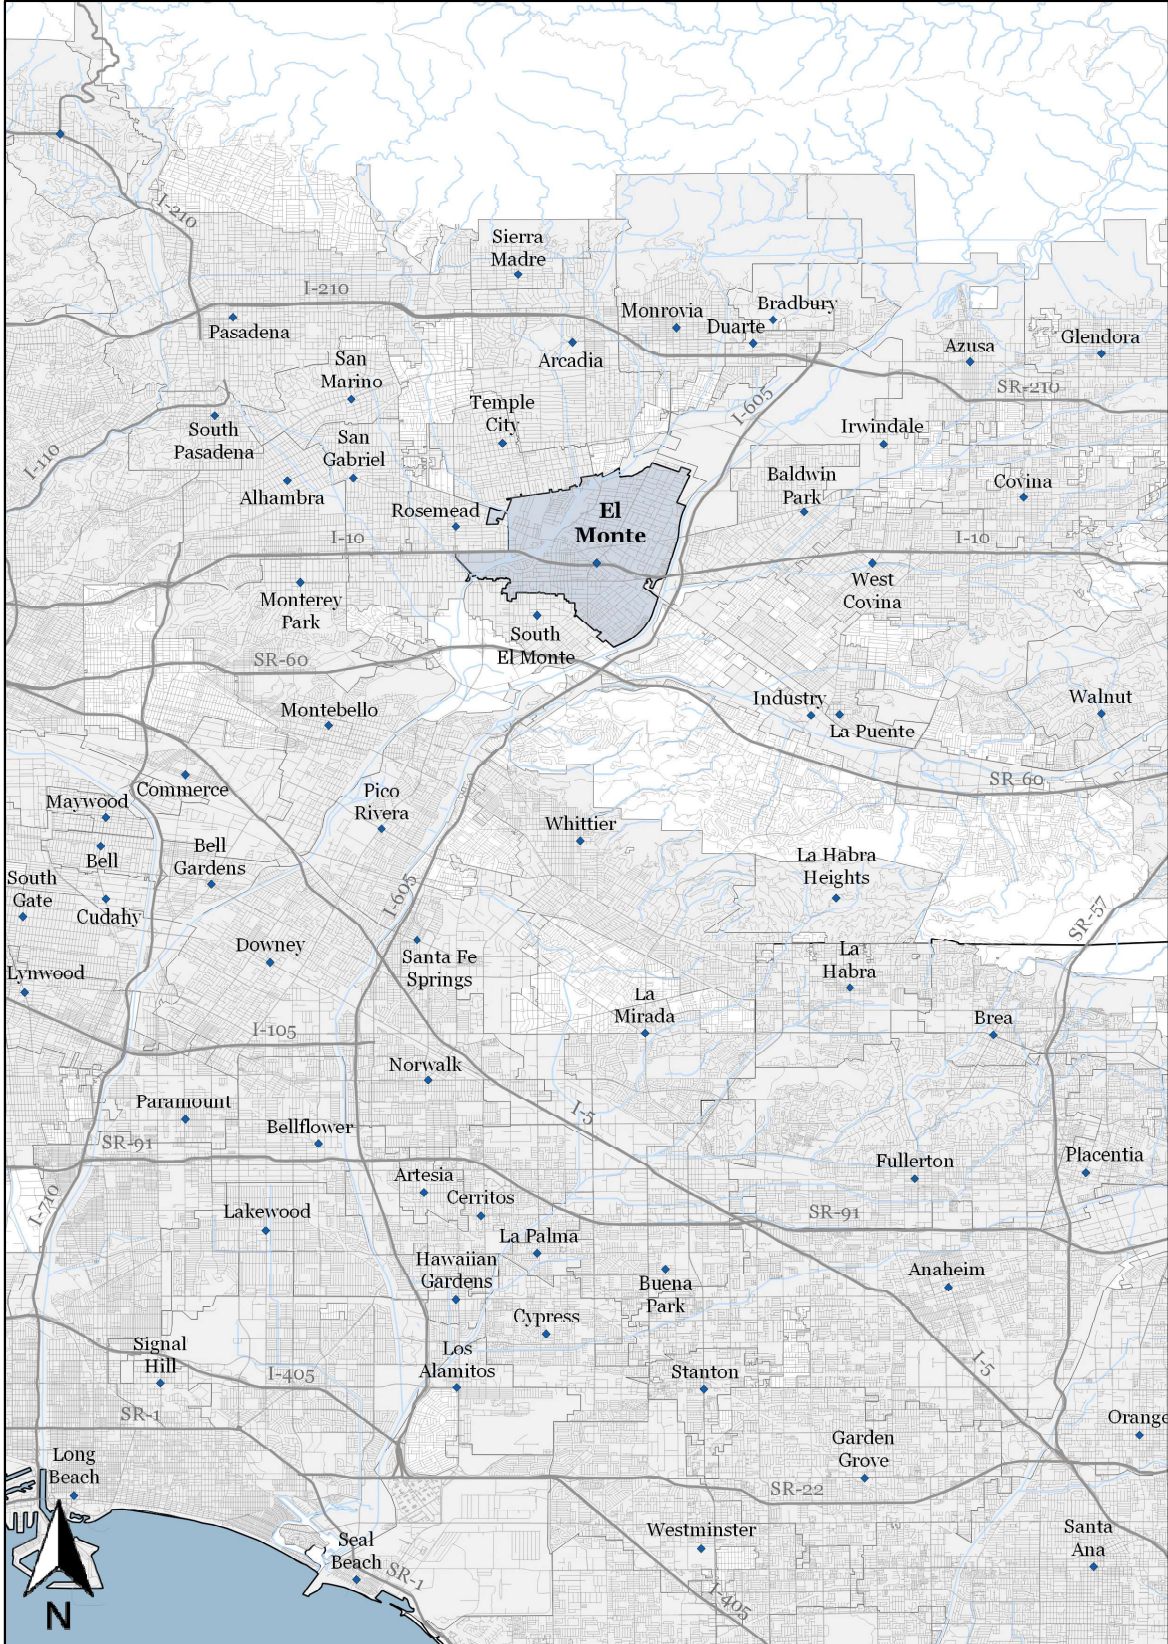 Sierra
Madre
I-210
I-210
Pasadena
Monrovia
Bradbury
Duarte
Arcadia
Azusa
Glendora
San
Marino
SR-210
Temple
City
I-605
South
Pasadena
San
Gabriel
Irwindale
I-110
Alhambra
Rosemead
Baldwin
Park
Covina
El
Monte
I-10
I-10
Monterey
Park
West
Covina
South
El Monte
SR-60
Industry
La Puente
Walnut
Montebello
SR-60
Commerce
Maywood
Pico
Rivera
Whittier
Bell
Bell
Gardens
La Habra
Heights
South
Gate
Cudahy
I-605
SR-57
Downey
Santa Fe
Springs
La
Habra
Lynwood
La
Mirada
Brea
I-105
Norwalk
Paramount
Bellflower
I-5
SR-91
Artesia
Fullerton
Placentia
I-710
Lakewood
Cerritos
SR-91
La Palma
Hawaiian
Gardens
Buena
Park
Anaheim
Cypress
Signal
Hill
I-405
Los
Alamitos
Stanton
I-5
SR-1
Orange
Long
Beach
Garden
Grove
SR-22
Seal
Beach
SR-1
Westminster
Santa
Ana
I-405
N